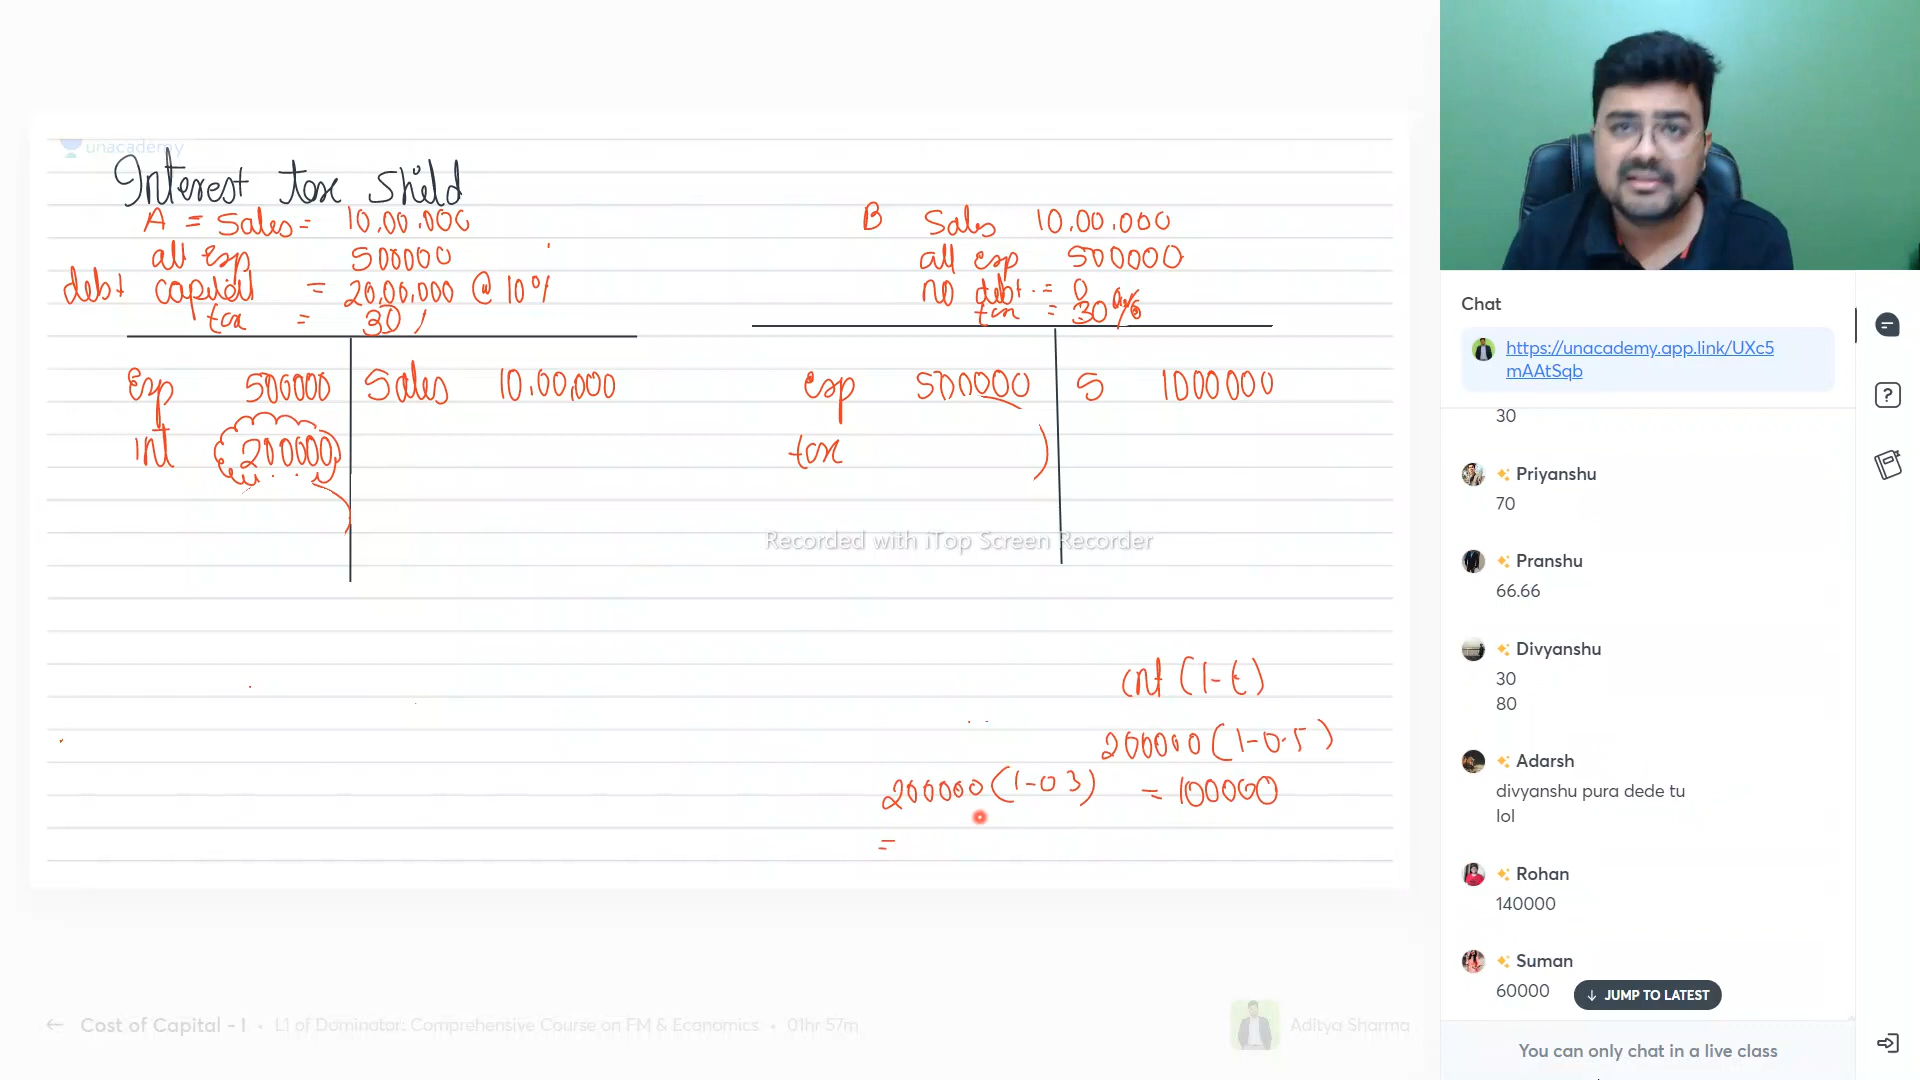 unacademy
Interest tax Shild
A = Sales = 10,00,000
all exp 500000
debt capital = 20,00,000 @ 10%
tax = 30
B Sales 10,00,000
all exp 500000
no debt = 0
tax = 30%
Exp 500000 Sales 10,00,000
int 200000
exp 500000 S 1000000
tax
Recorded with iTop Screen Recorder
int (1-t)
200000 (1-0.5)
= 100000
200000 (1-0 3)
=
Cost of Capital - I • L1 of Dominator: Comprehensive Course on FM & Economics • 01hr 57m
Aditya Sharma
Chat
https://unacademy.app.link/UXc5
mAAtSqb
30
Priyanshu
70
Pranshu
66.66
Divyanshu
30
80
Adarsh
divyanshu pura dede tu
lol
Rohan
140000
Suman
60000
JUMP TO LATEST
You can only chat in a live class